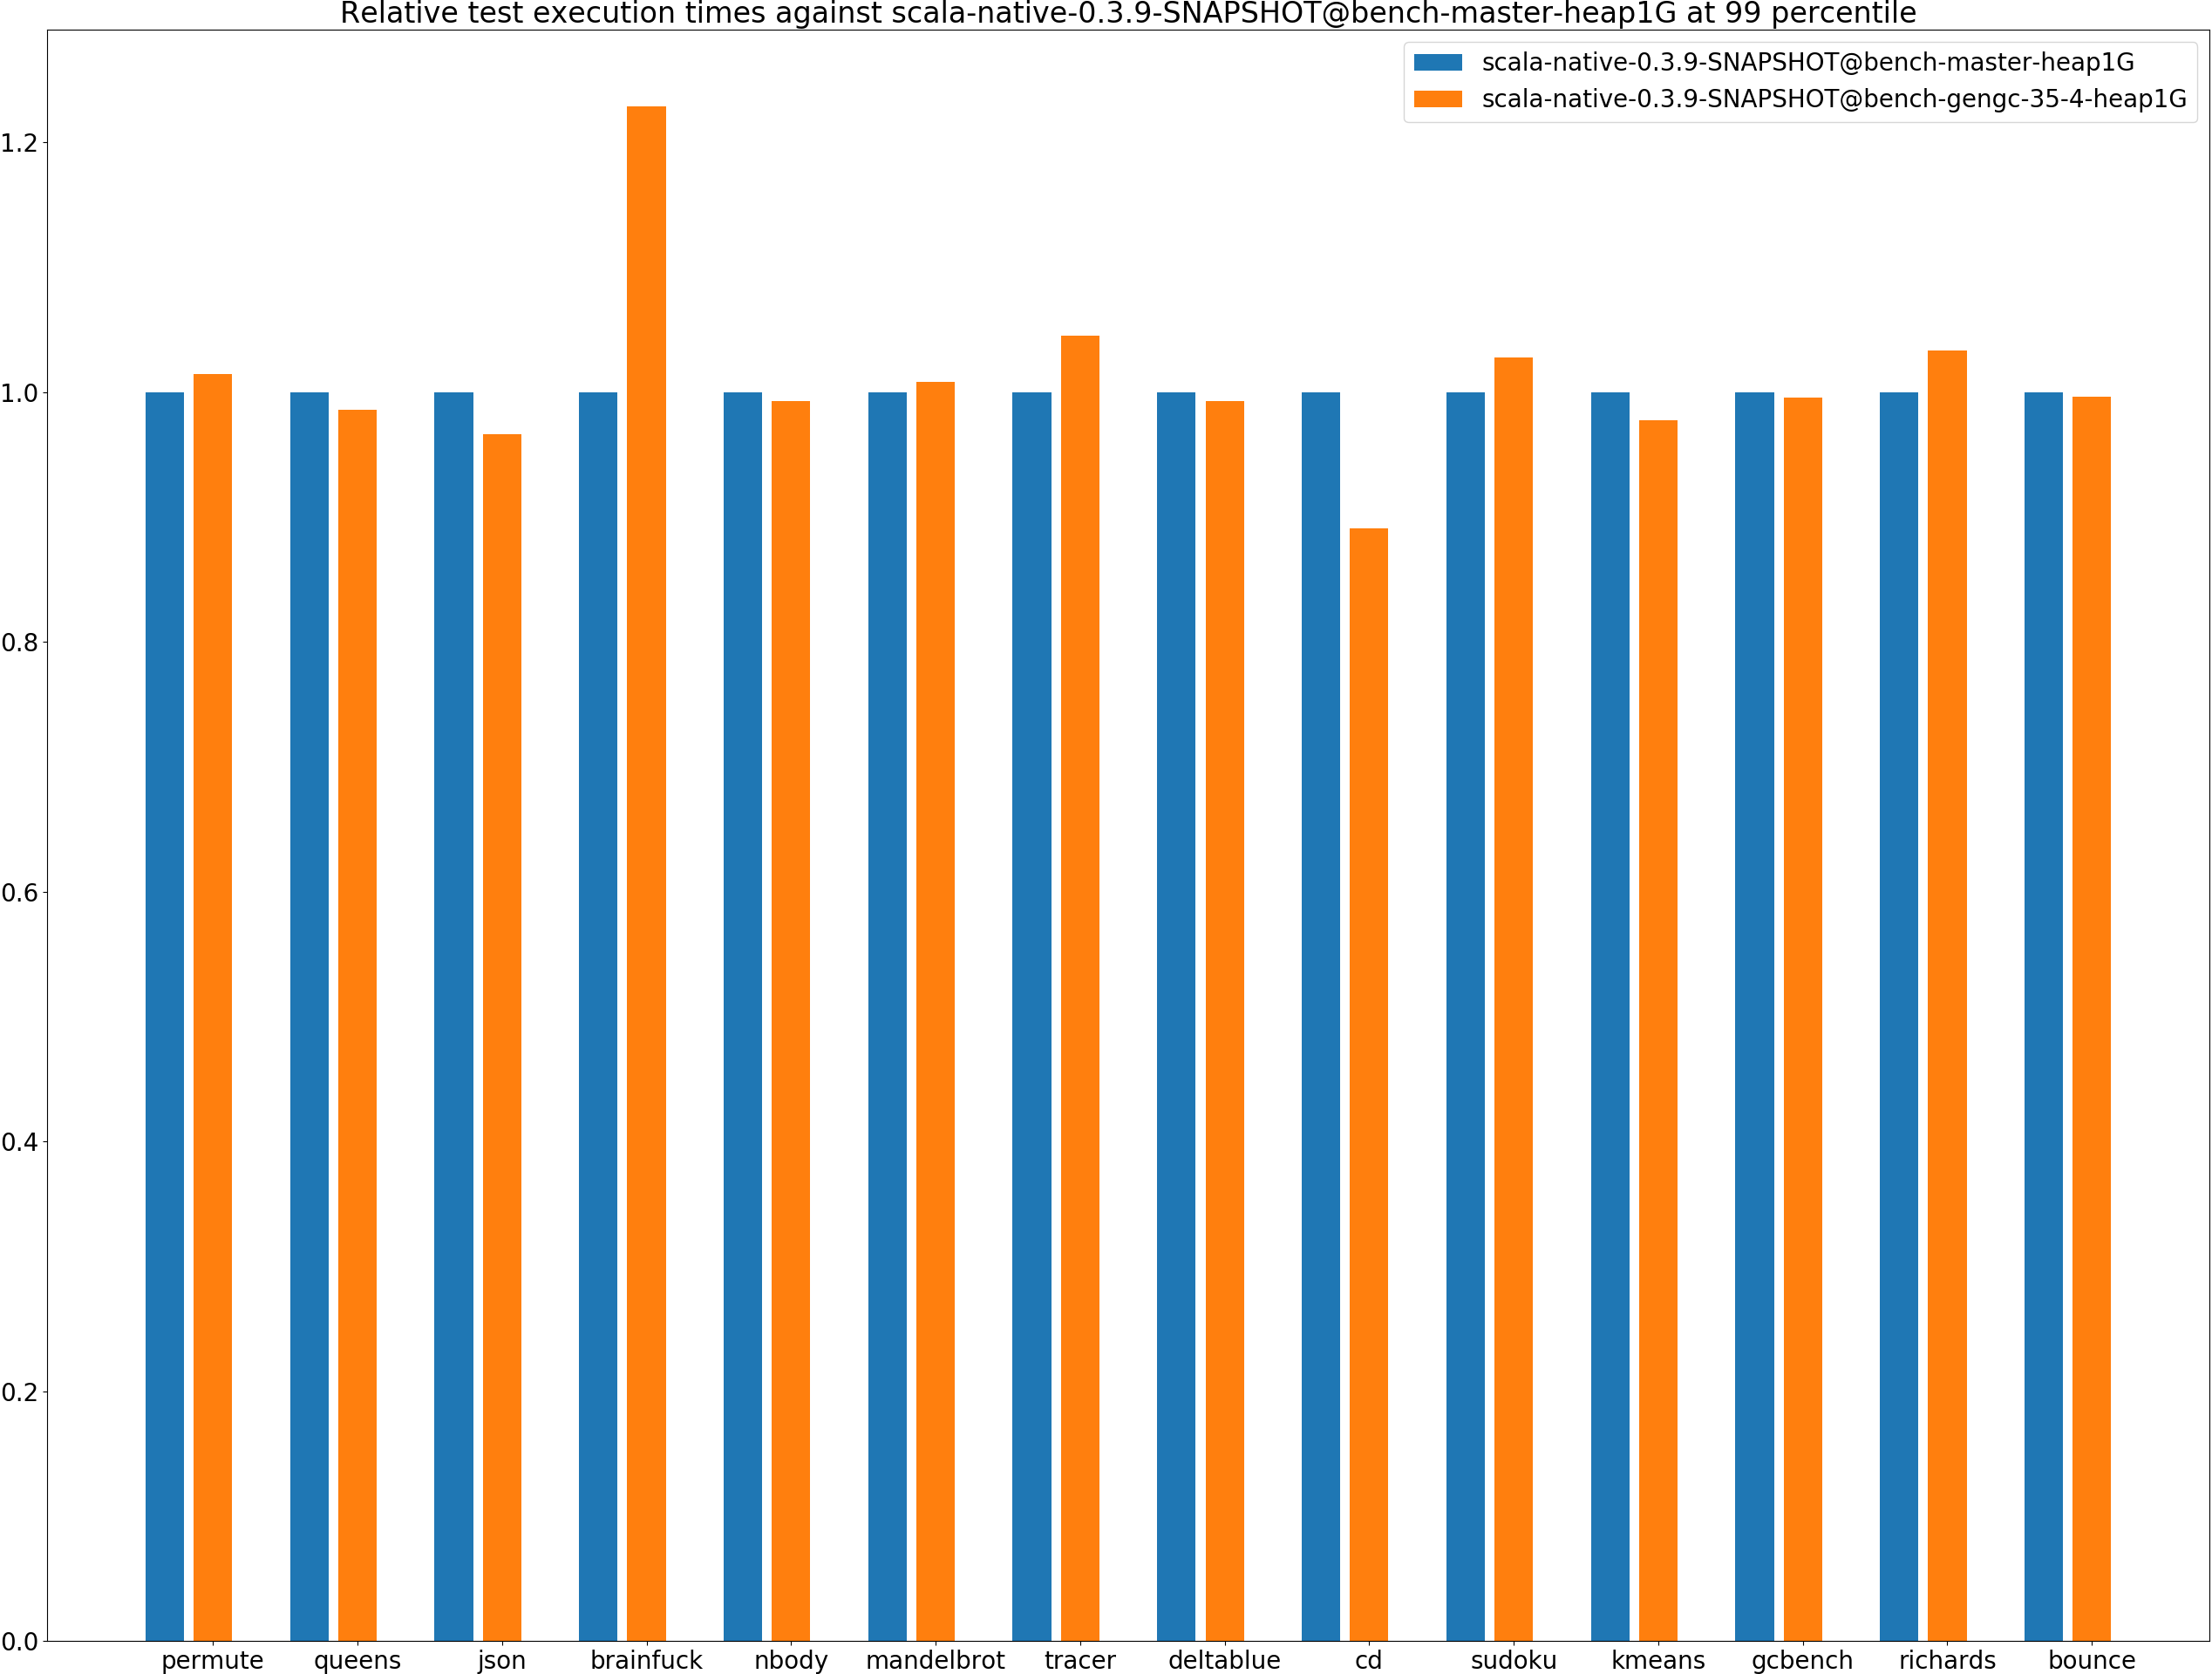 Relative test execution times against scala-native-0.3.9-SNAPSHOT@bench-master-heap1G at 99 percentile
scala-native-0.3.9-SNAPSHOT@bench-master-heap1G
scala-native-0.3.9-SNAPSHOT@bench-gengc-35-4-heap1G
1.2
1.0
0.8
0.6
0.4
0.2
0.0
permute queens json brainfuck nbody mandelbrot tracer deltablue cd sudoku kmeans gcbench richards bounce